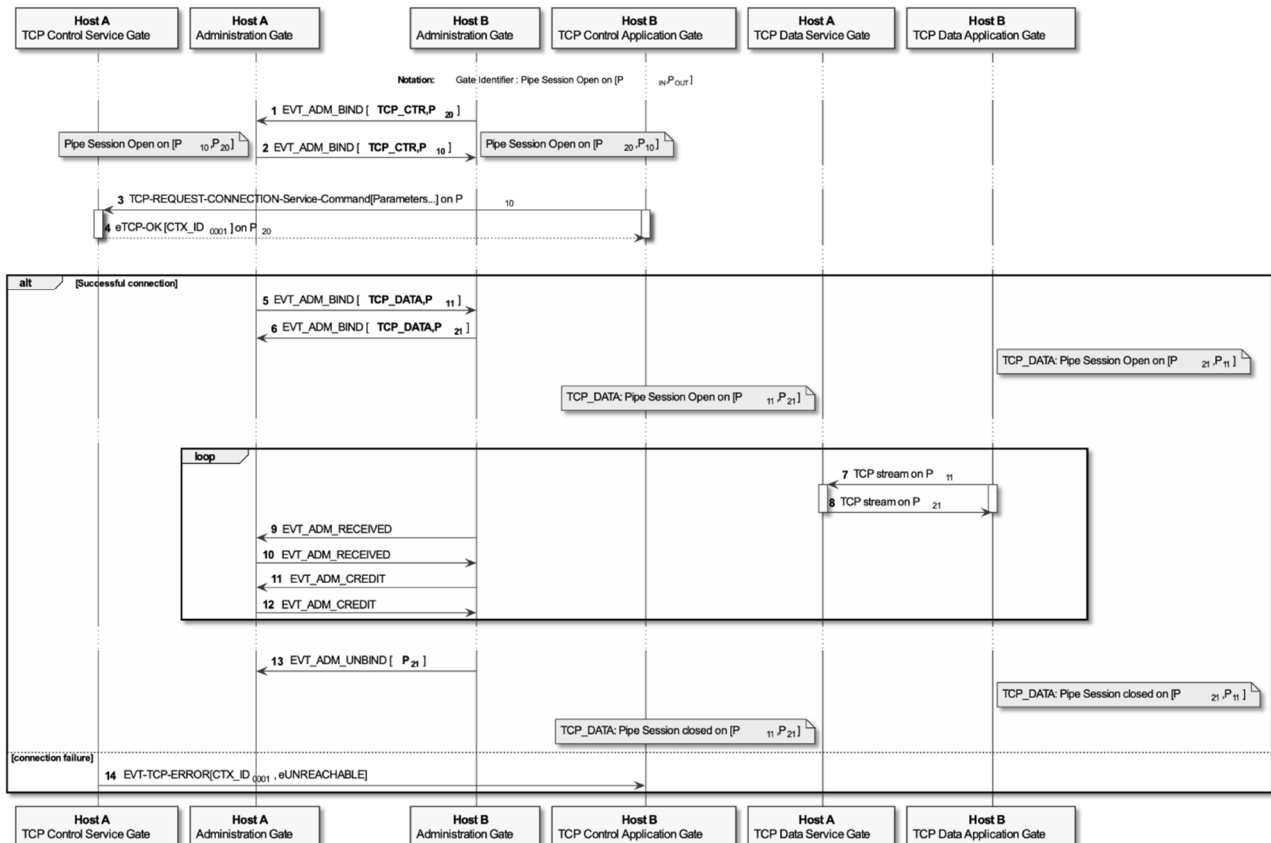 Host A
TCP Control Service Gate
Host A
Administration Gate
Host B
Administration Gate
Host B
TCP Control Application Gate
Host A
TCP Data Service Gate
Host B
TCP Data Application Gate
Notation: Gate Identifier : Pipe Session Open on [P IN,P OUT ]
1 EVT_ADM_BIND [ TCP_CTR,P 20 ]
Pipe Session Open on [P 10 ,P 20 ]
2 EVT_ADM_BIND [ TCP_CTR,P 10 ]
Pipe Session Open on [P 20 ,P 10 ]
3 TCP-REQUEST-CONNECTION-Service-Command[Parameters...] on P 10
4 eTCP-OK [CTX_ID 0001 ] on P 20
alt [Successful connection]
5 EVT_ADM_BIND [ TCP_DATA,P 11 ]
6 EVT_ADM_BIND [ TCP_DATA,P 21 ]
TCP_DATA: Pipe Session Open on [P 21 ,P 11 ]
TCP_DATA: Pipe Session Open on [P 11 ,P 21 ]
loop
7 TCP stream on P 11
8 TCP stream on P 21
9 EVT_ADM_RECEIVED
10 EVT_ADM_RECEIVED
11 EVT_ADM_CREDIT
12 EVT_ADM_CREDIT
13 EVT_ADM_UNBIND [ P 21 ]
TCP_DATA: Pipe Session closed on [P 21 ,P 11 ]
TCP_DATA: Pipe Session closed on [P 11 ,P 21 ]
[connection failure]
14 EVT-TCP-ERROR[CTX_ID 0001 , eUNREACHABLE]
Host A
TCP Control Service Gate
Host A
Administration Gate
Host B
Administration Gate
Host B
TCP Control Application Gate
Host A
TCP Data Service Gate
Host B
TCP Data Application Gate